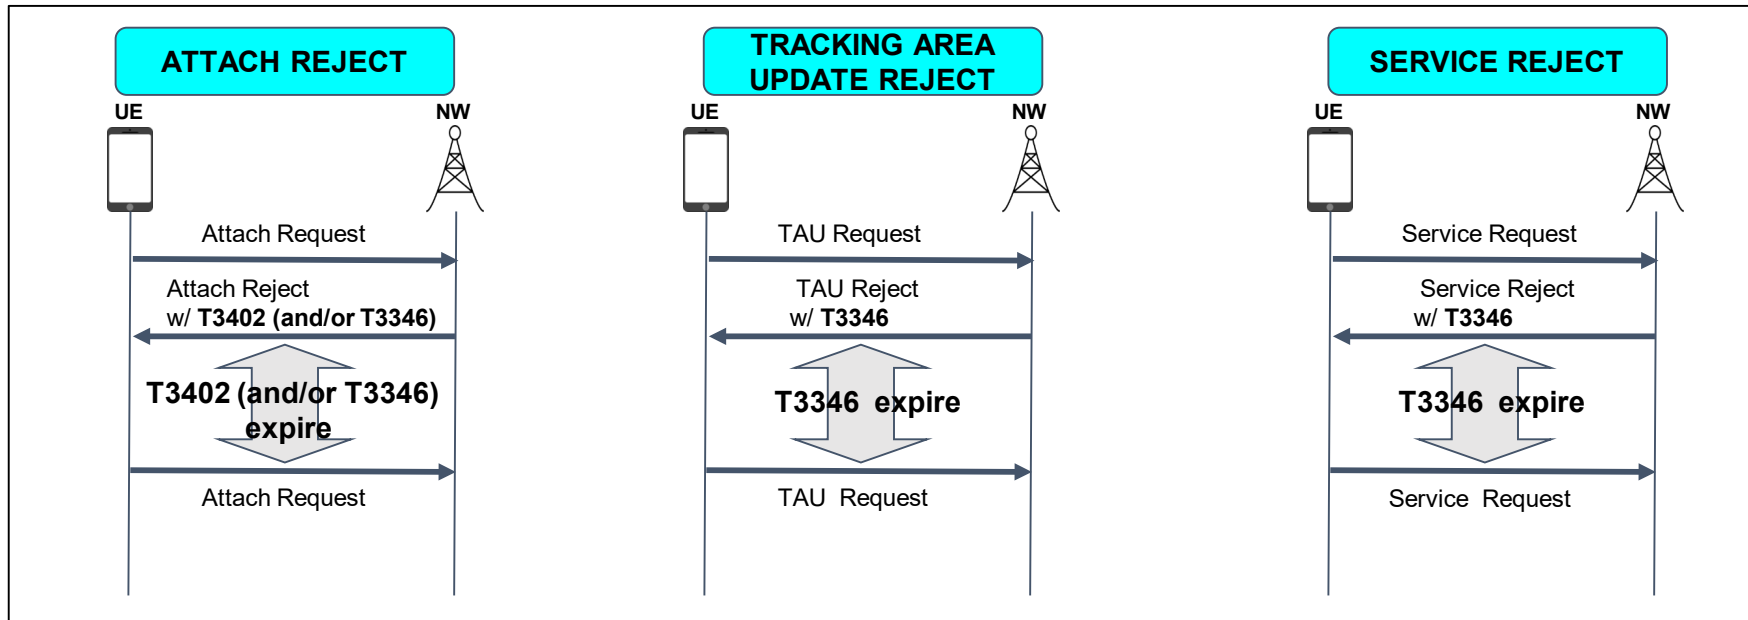 ATTACH REJECT
UE
NW
Attach Request
Attach Reject
w/ T3402 (and/or T3346)
T3402 (and/or T3346)
expire
Attach Request
TRACKING AREA
UPDATE REJECT
UE
NW
TAU Request
TAU Reject
w/ T3346
T3346 expire
TAU Request
SERVICE REJECT
UE
NW
Service Request
Service Reject
w/ T3346
T3346 expire
Service Request